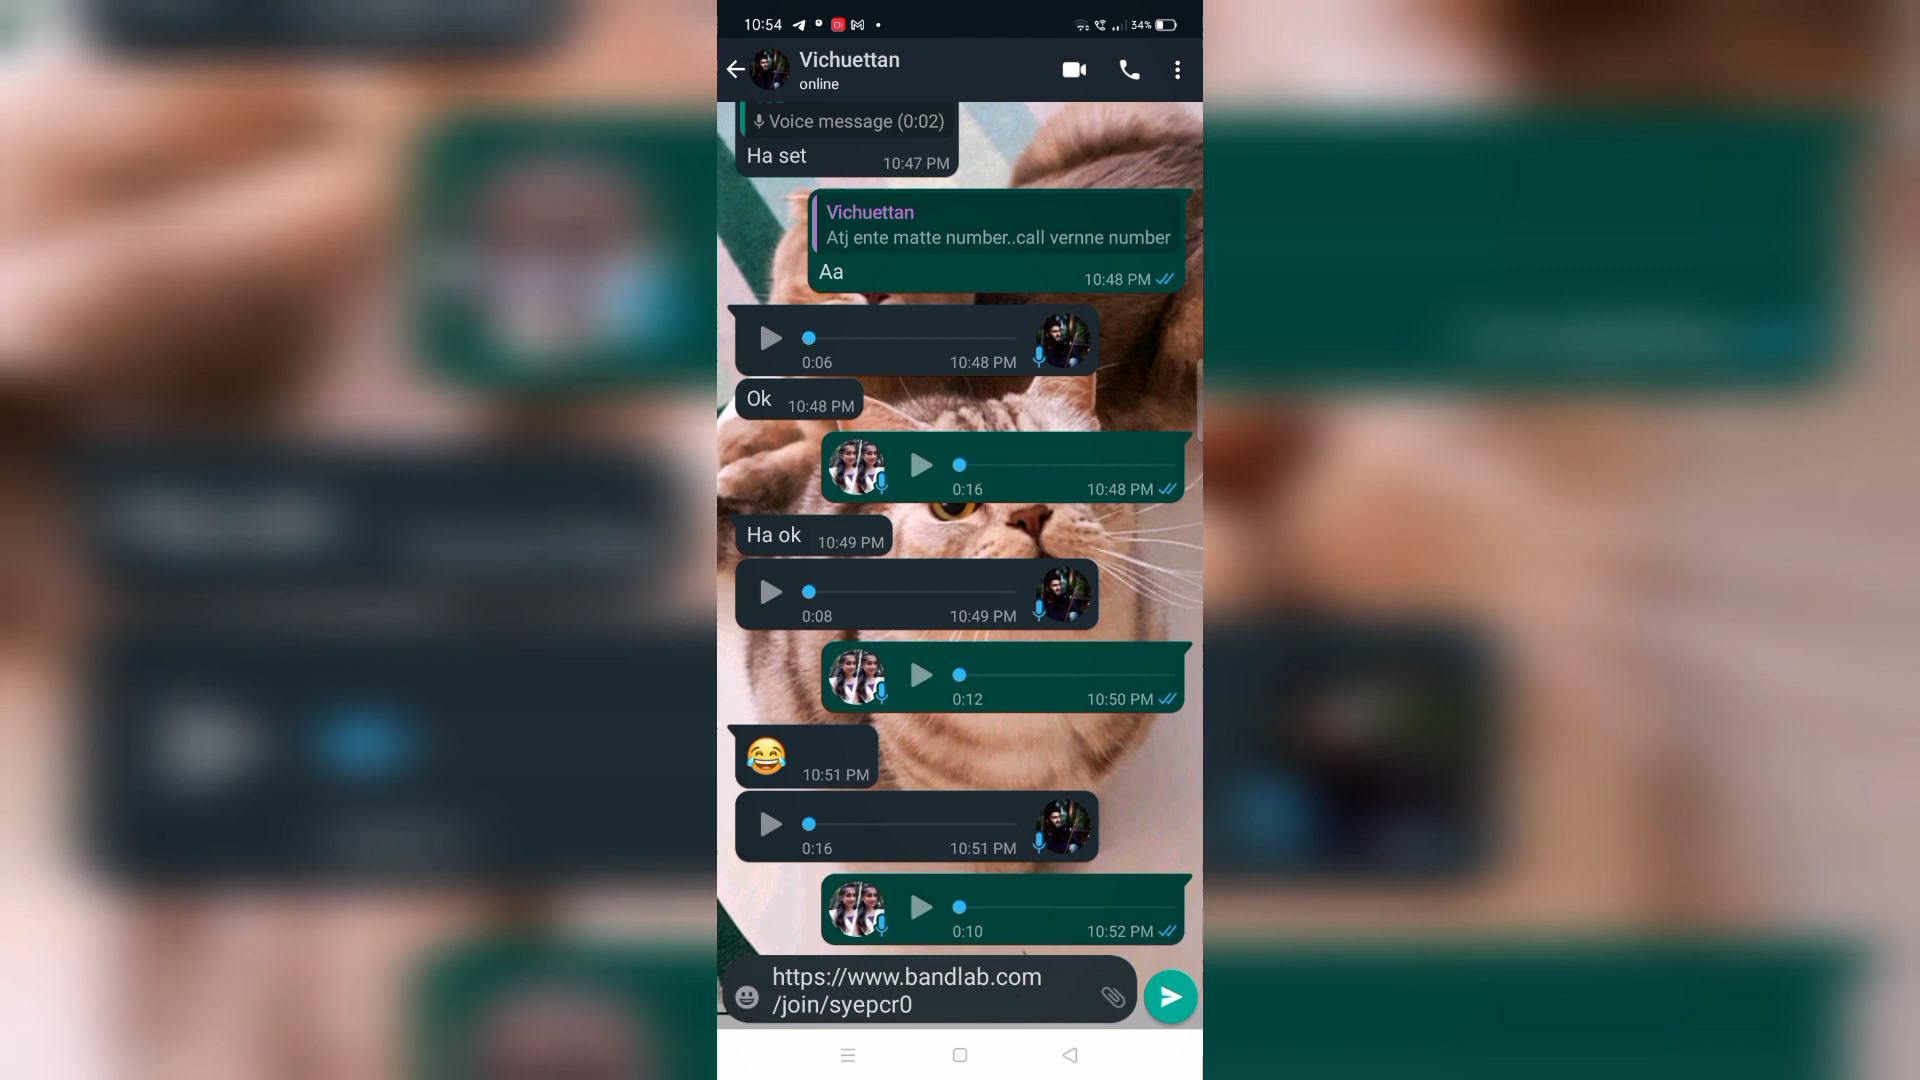 10:54
34%
Vichuettan
online
Voice message (0:02)
Ha set
10:47 PM
Vichuettan
Atj ente matte number..call vernne number
Aa
10:48 PM
0:06
10:48 PM
Ok
10:48 PM
0:16
10:48 PM
Ha ok
10:49 PM
0:08
10:49 PM
0:12
10:50 PM
10:51 PM
0:16
10:51 PM
0:10
10:52 PM
https://www.bandlab.com
/join/syepcr0